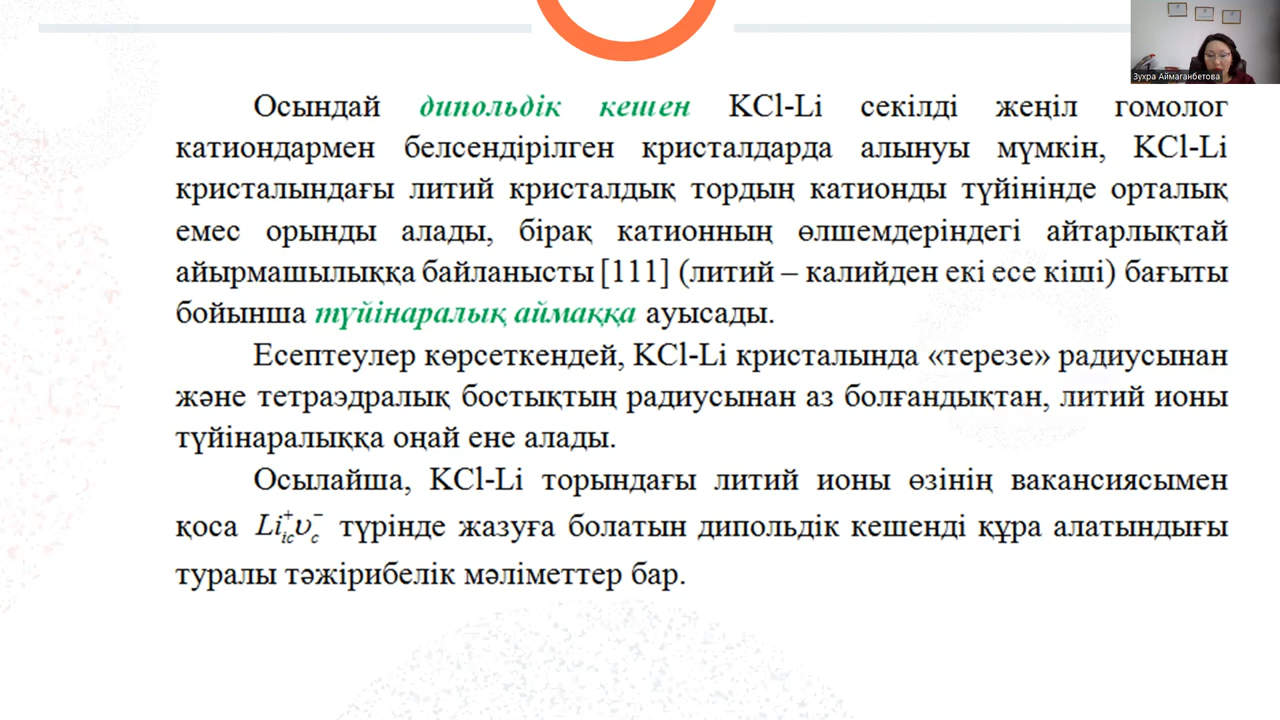 Зухра Аймаганбетова
Осындай дипольдік кешен KCl-Li секілді жеңіл гомолог
катиондармен белсендірілген кристалдарда алынуы мүмкін, KCl-Li
кристалындағы литий кристалдық тордың катионды түйінінде орталық
емес орынды алады, бірақ катионның өлшемдеріндегі айтарлықтай
айырмашылыққа байланысты [111] (литий – калийден екі есе кіші) бағыты
бойынша түйінаралық аймаққа ауысады.
Есептеулер көрсеткендей, KCl-Li кристалында «терезе» радиусынан
және тетраэдралық бостықтың радиусынан аз болғандықтан, литий ионы
түйінаралыққа оңай ене алады.
Осылайша, KCl-Li торындағы литий ионы өзінің вакансиясымен
қоса $Li_{ic}^{+}\upsilon_{c}^{-}$ түрінде жазуға болатын дипольдік кешенді құра алатындығы
туралы тәжірибелік мәліметтер бар.